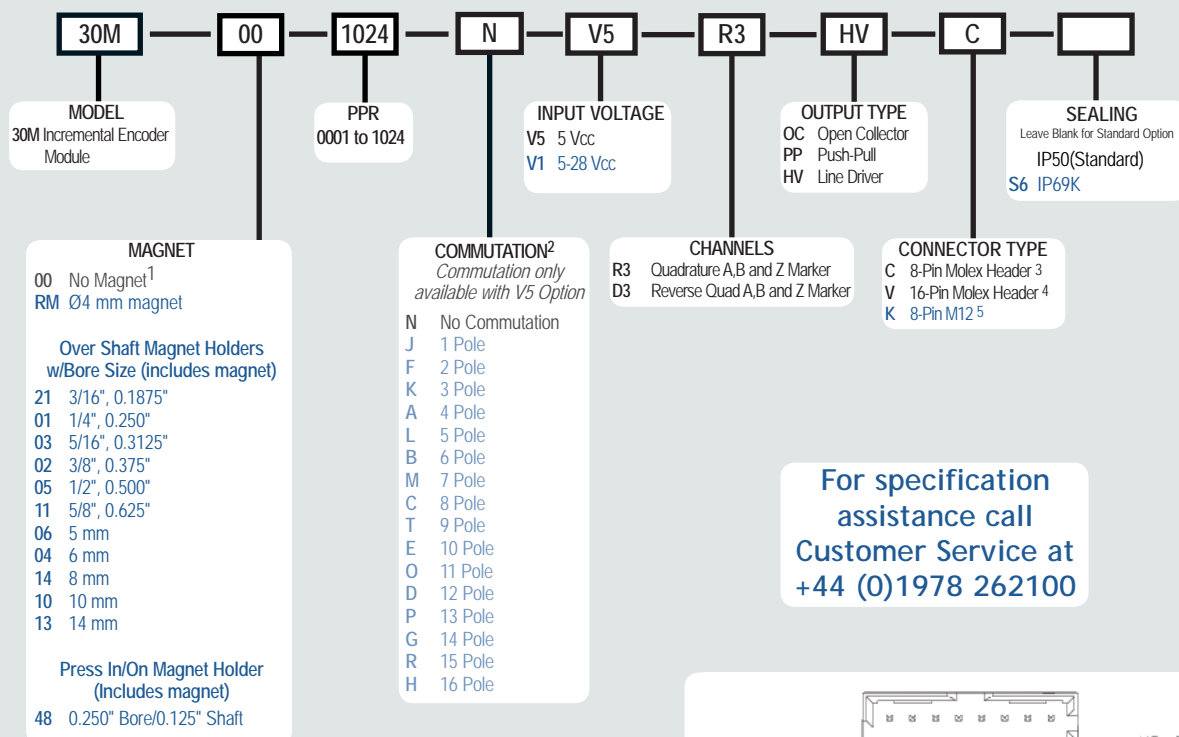 30M 00 1024 N V5 R3 HV C
MODEL
30M Incremental Encoder
Module
PPR
0001 to 1024
INPUT VOLTAGE
V5 5 Vcc
V1 5-28 Vcc
OUTPUT TYPE
OC Open Collector
PP Push-Pull
HV Line Driver
SEALING
Leave Blank for Standard Option
IP50(Standard)
S6 IP69K
MAGNET
00 No Magnet1
RM Ø4 mm magnet
Over Shaft Magnet Holders
w/Bore Size (includes magnet)
21 3/16", 0.1875"
01 1/4", 0.250"
03 5/16", 0.3125"
02 3/8", 0.375"
05 1/2", 0.500"
11 5/8", 0.625"
06 5 mm
04 6 mm
14 8 mm
10 10 mm
13 14 mm
Press In/On Magnet Holder
(Includes magnet)
48 0.250" Bore/0.125" Shaft
COMMUTATION2
Commutation only
available with V5 Option
N No Commutation
J 1 Pole
F 2 Pole
K 3 Pole
A 4 Pole
L 5 Pole
B 6 Pole
M 7 Pole
C 8 Pole
T 9 Pole
E 10 Pole
O 11 Pole
D 12 Pole
P 13 Pole
G 14 Pole
R 15 Pole
H 16 Pole
CHANNELS
R3 Quadrature A,B and Z Marker
D3 Reverse Quad A,B and Z Marker
CONNECTOR TYPE
C 8-Pin Molex Header 3
V 16-Pin Molex Header 4
K 8-Pin M12 5
For specification
assistance call
Customer Service at
+44 (0)1978 262100